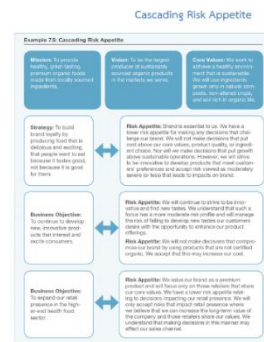 Cascading Risk Appetite
Example 7.5: Cascading Risk Appetite
Mission: To provide
healthy, great-tasting,
premium organic foods
made from locally sourced
ingredients.
Vision: To be the largest
producer of sustainably
sourced organic products
in the markets we serve.
Core Values: We want to
achieve a healthy environ-
ment that is sustainable.
We will use ingredients
grown only in natural com-
posts, non-altered crops,
and are rich in organic life.
Strategy: To build
brand loyalty by
producing food that is
delicious and exciting,
that people want to eat
because it tastes good,
not because it is good
for them.
Risk Appetite: Brand is essential to us. We have a
lower risk appetite for making any decisions that chal-
lenge our brand. We will not make decisions that put
cost above our core values, product quality, or ingredi-
ent choice. Nor will we make decisions that put growth
above sustainable operations. However, we will strive
to be innovative to develop products that meet custom-
ers' preferences and accept risk viewed as moderately
severe or less that leads to impacts on brand.
Business Objective:
To continue to develop
new, innovative prod-
ucts that interest and
excite consumers.
Risk Appetite: We will continue to strive to be inno-
vative and find new tastes. We understand that such a
focus has a more moderate risk profile and will manage
the risk of failing to develop new tastes our customers
desire with the opportunity to enhance our product
offerings.
Risk Appetite: We will not make decisions that compro-
mise our brand by using products that are not certified
organic. We accept that this may increase our cost.
Business Objective:
To expand our retail
presence in the high-
er-end health food
sector.
Risk Appetite: We value our brand as a premium
product and will focus only on those retailers that share
our core values. We have a lower risk appetite relat-
ing to decisions impacting our retail presence. We will
only accept risks that impact retail presence where
we believe that we can increase the long-term value of
the company and those retailers share our values. We
understand that making decisions in this manner may
affect our sales channel.